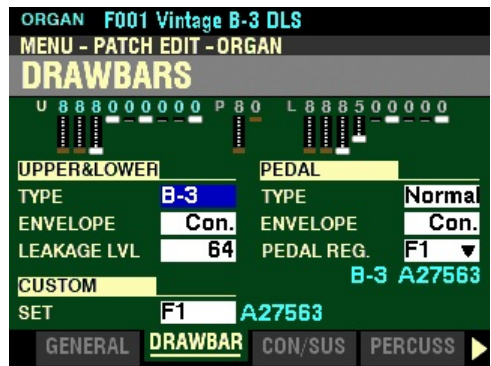 ORGAN F001 Vintage B-3 DLS
MENU - PATCH EDIT - ORGAN
DRAWBARS
U 888000000 P 80 L 888500000
UPPER&LOWER PEDAL
TYPE B-3 TYPE Normal
ENVELOPE Con. ENVELOPE Con.
LEAKAGE LVL 64 PEDAL REG. F1 ▼
B-3 A27563
CUSTOM
SET F1 A27563
GENERAL DRAWBAR CON/SUS PERCUSS